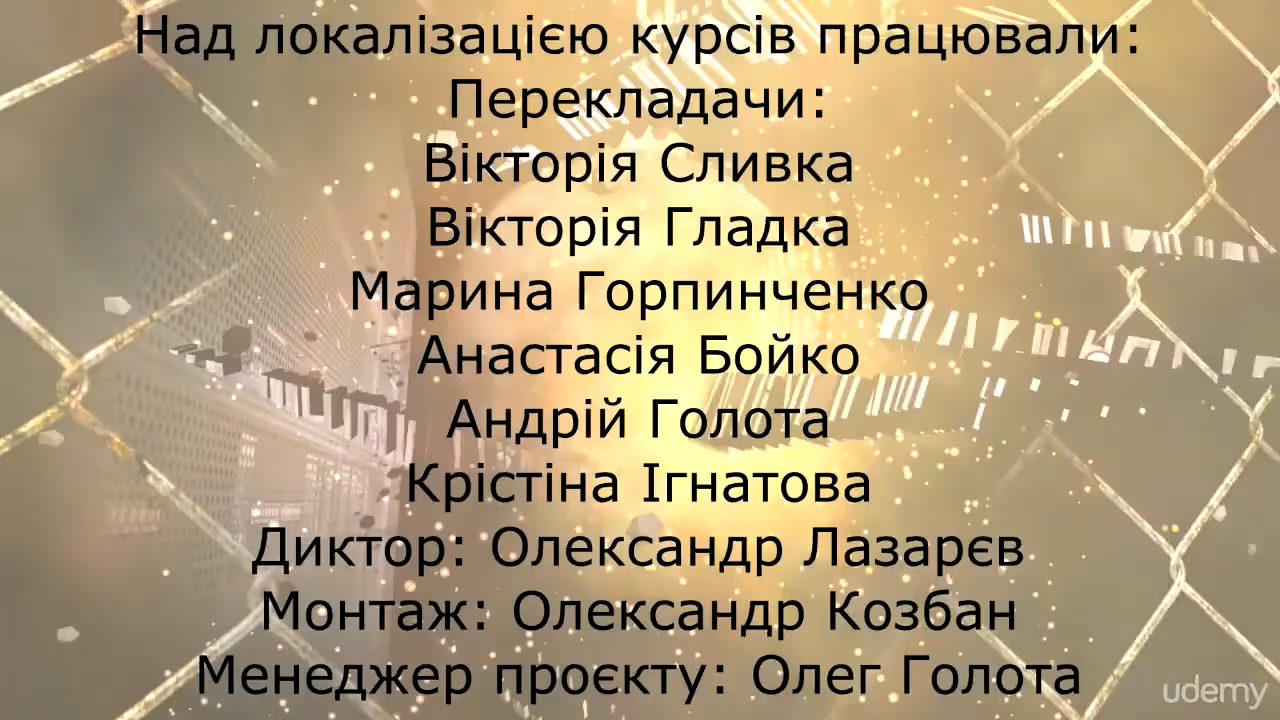 Над локалізацією курсів працювали:
Перекладачи:
Вікторія Сливка
Вікторія Гладка
Марина Горпинченко
Анастасія Бойко
Андрій Голота
Крістіна Ігнатова
Диктор: Олександр Лазарєв
Монтаж: Олександр Козбан
Менеджер проєкту: Олег Голота
udemy